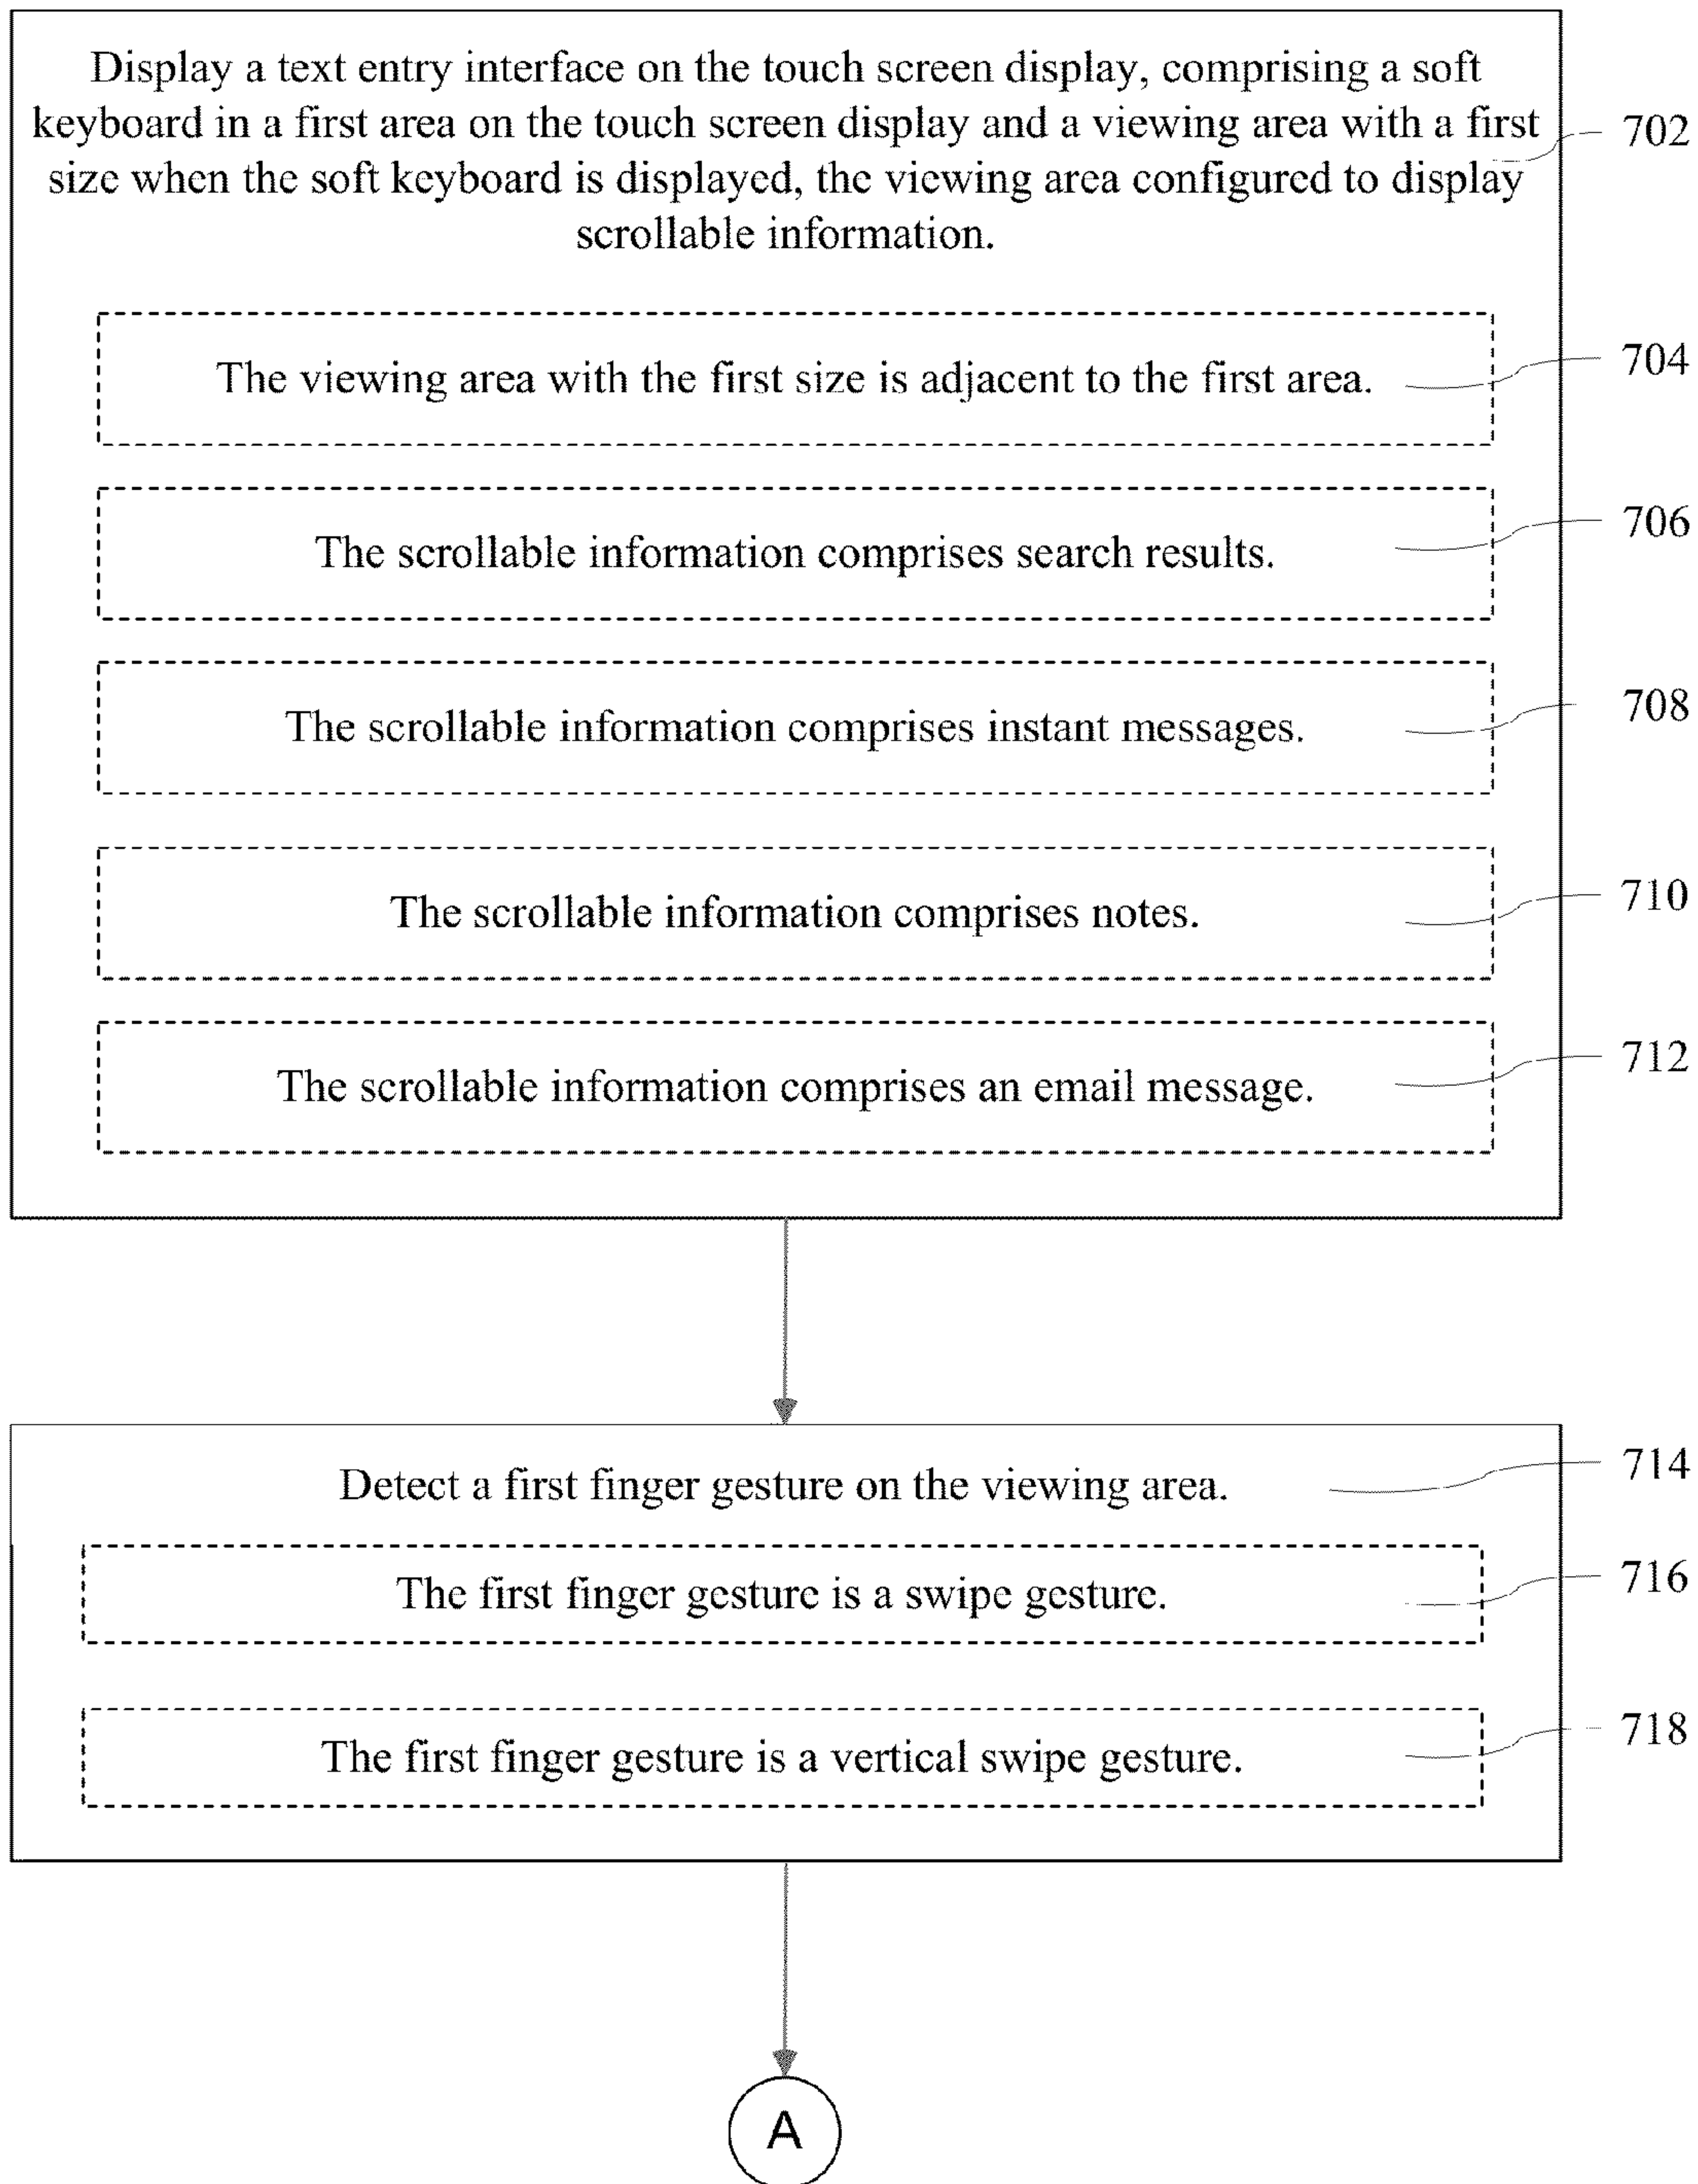 Display a text entry interface on the touch screen display, comprising a soft
keyboard in a first area on the touch screen display and a viewing area with a first
size when the soft keyboard is displayed, the viewing area configured to display
scrollable information.
702
The viewing area with the first size is adjacent to the first area.
704
The scrollable information comprises search results.
706
The scrollable information comprises instant messages.
708
The scrollable information comprises notes.
710
The scrollable information comprises an email message.
712
Detect a first finger gesture on the viewing area.
714
The first finger gesture is a swipe gesture.
716
The first finger gesture is a vertical swipe gesture.
718
A